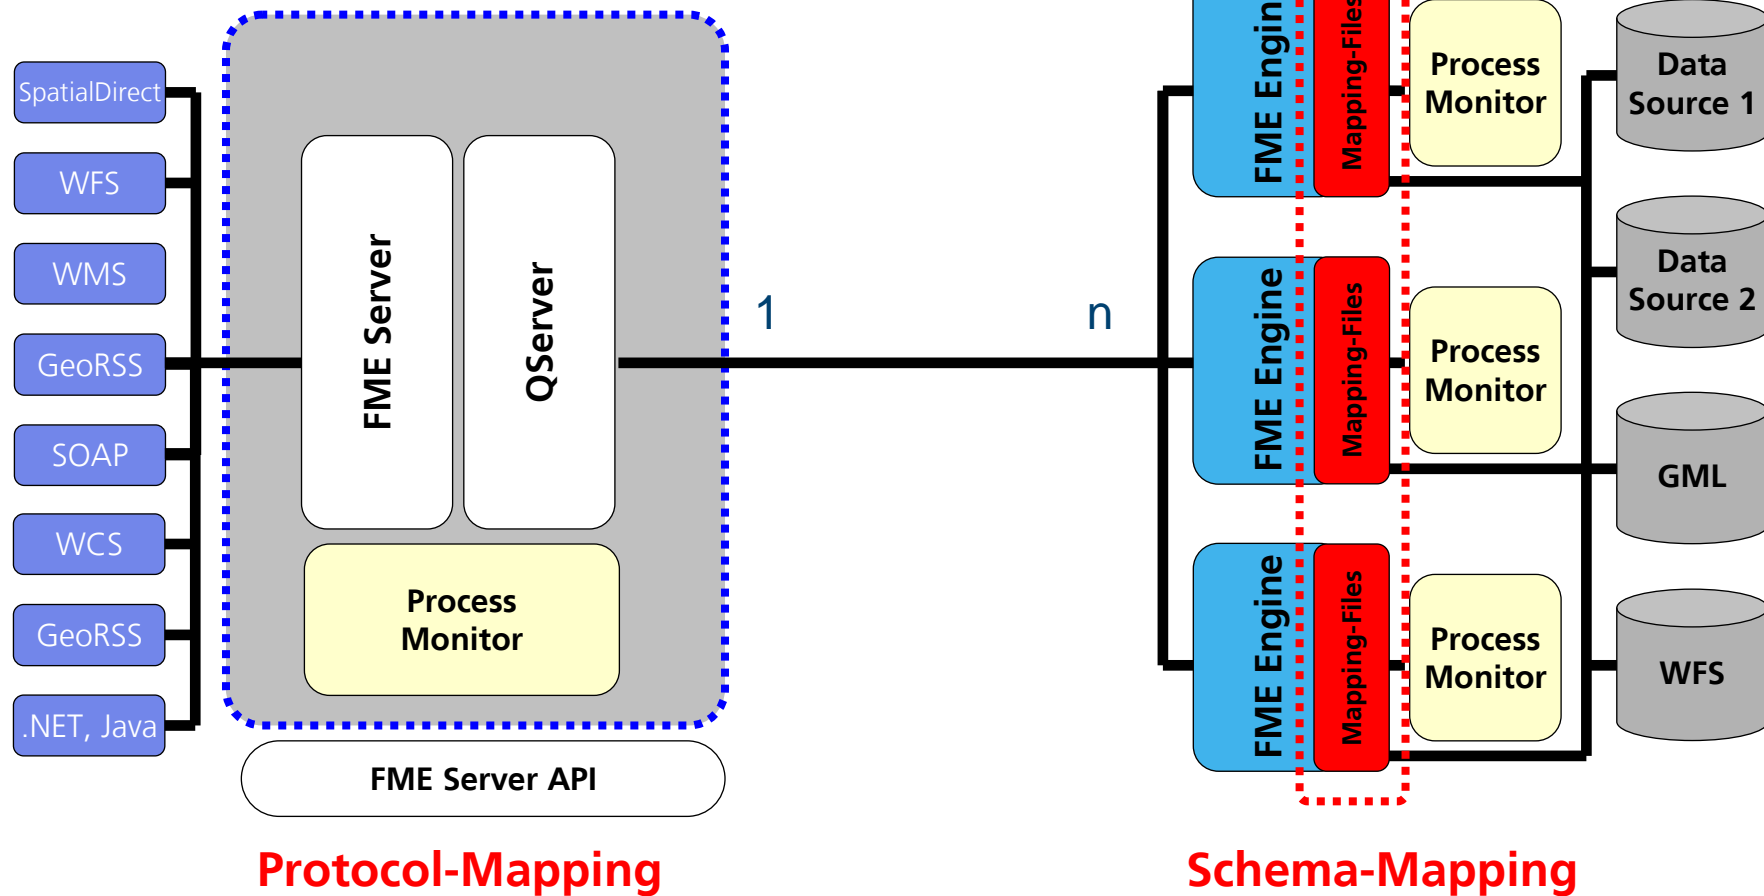 SpatialDirect
WFS
WMS
GeoRSS
SOAP
WCS
GeoRSS
.NET, Java
FME Server
QServer
Process
Monitor
FME Server API
Protocol-Mapping
1
n
FME Engin
Mapping-Files
Process
Monitor
FME Engine
Mapping-Files
Process
Monitor
FME Engine
Mapping-Files
Process
Monitor
Data
Source 1
Data
Source 2
GML
WFS
Schema-Mapping